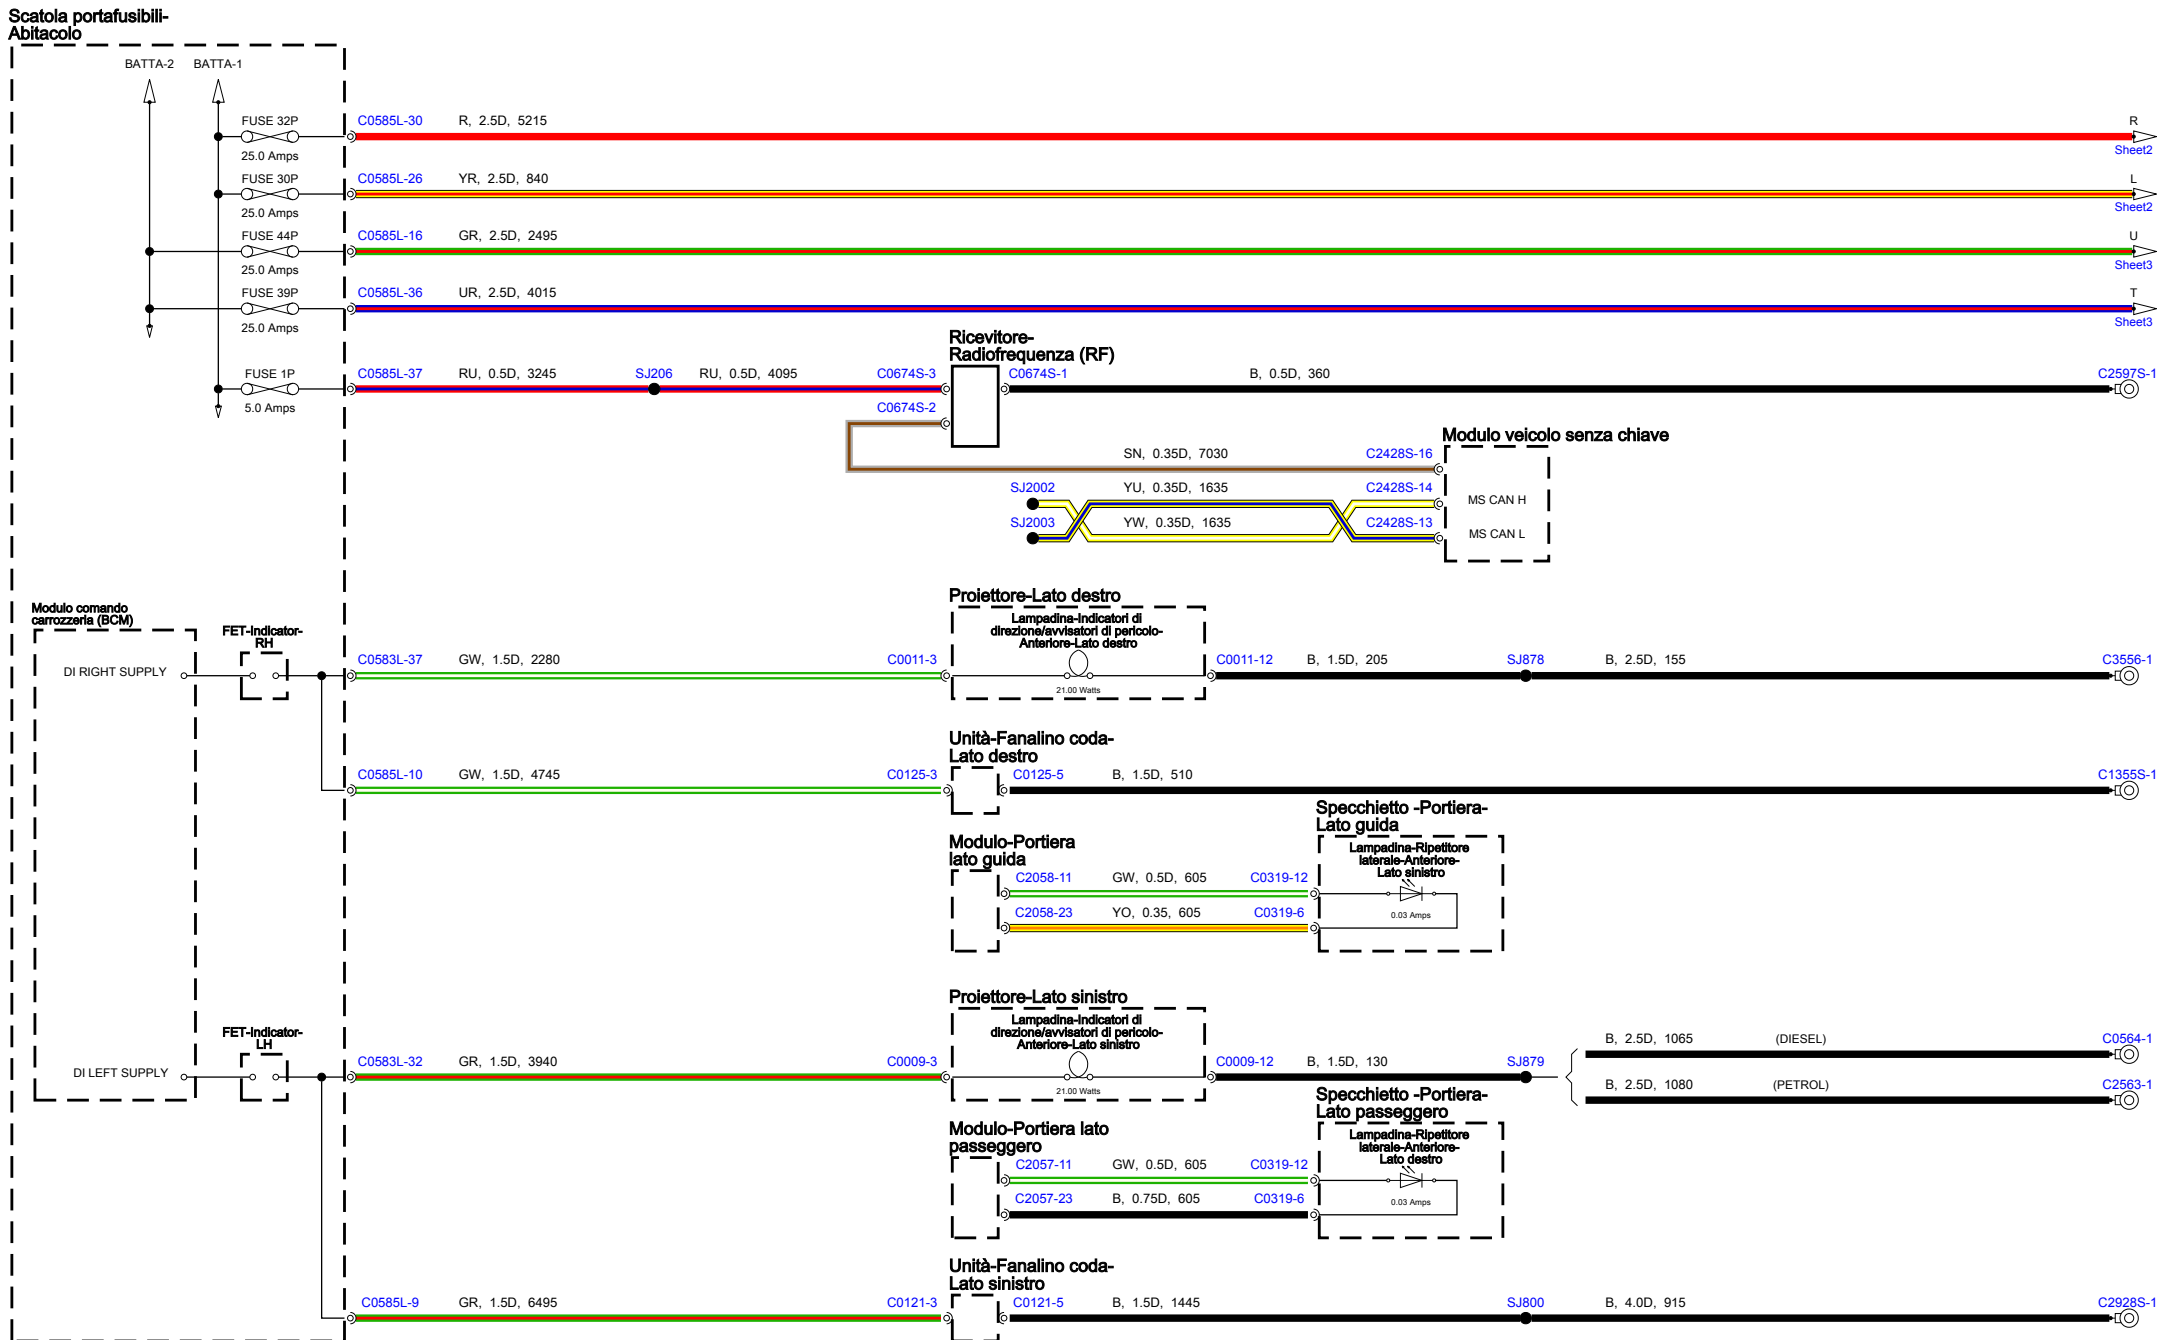 Scatola portafusibili-
Abitacolo
BATTA-2 BATTA-1
FUSE 32P C0585L-30 R, 2.5D, 5215 R
25.0 Amps Sheet2
FUSE 30P C0585L-26 YR, 2.5D, 840 L
25.0 Amps Sheet2
FUSE 44P C0585L-16 GR, 2.5D, 2495 U
25.0 Amps Sheet3
FUSE 39P C0585L-36 UR, 2.5D, 4015 T
25.0 Amps Sheet3
Ricevitore-
Radiofrequenza (RF)
FUSE 1P C0585L-37 RU, 0.5D, 3245 SJ206 RU, 0.5D, 4095 C0674S-3 C0674S-1 B, 0.5D, 360 C2597S-1
5.0 Amps C0674S-2
Modulo veicolo senza chiave
SN, 0.35D, 7030 C2428S-16
SJ2002 YU, 0.35D, 1635 C2428S-14
MS CAN H
SJ2003 YW, 0.35D, 1635 C2428S-13
MS CAN L
Modulo comando
carrozzeria (BCM)
FET-Indicator-
RH
Proiettore-Lato destro
Lampadina-Indicatori di
direzione/avvisatori di pericolo-
Anteriore-Lato destro
DI RIGHT SUPPLY C0583L-37 GW, 1.5D, 2280 C0011-3 C0011-12 B, 1.5D, 205 SJ878 B, 2.5D, 155 C3556-1
21.00 Watts
Unità-Fanalino coda-
Lato destro
C0585L-10 GW, 1.5D, 4745 C0125-3 C0125-5 B, 1.5D, 510 C1355S-1
Specchietto -Portiera-
Lato guida
Modulo-Portiera
lato guida
Lampadina-Ripetitore
laterale-Anteriore-
Lato sinistro
C2058-11 GW, 0.5D, 605 C0319-12
C2058-23 YO, 0.35, 605 C0319-6
0.03 Amps
Proiettore-Lato sinistro
Lampadina-Indicatori di
direzione/avvisatori di pericolo-
Anteriore-Lato sinistro
FET-Indicator-
LH
DI LEFT SUPPLY C0583L-32 GR, 1.5D, 3940 C0009-3 C0009-12 B, 1.5D, 130 SJ879
21.00 Watts
B, 2.5D, 1065 (DIESEL) C0564-1
B, 2.5D, 1080 (PETROL) C2563-1
Specchietto -Portiera-
Lato passeggero
Modulo-Portiera lato
passeggero
Lampadina-Ripetitore
laterale-Anteriore-
Lato destro
C2057-11 GW, 0.5D, 605 C0319-12
C2057-23 B, 0.75D, 605 C0319-6
0.03 Amps
Unità-Fanalino coda-
Lato sinistro
C0585L-9 GR, 1.5D, 6495 C0121-3 C0121-5 B, 1.5D, 1445 SJ800 B, 4.0D, 915 C2928S-1